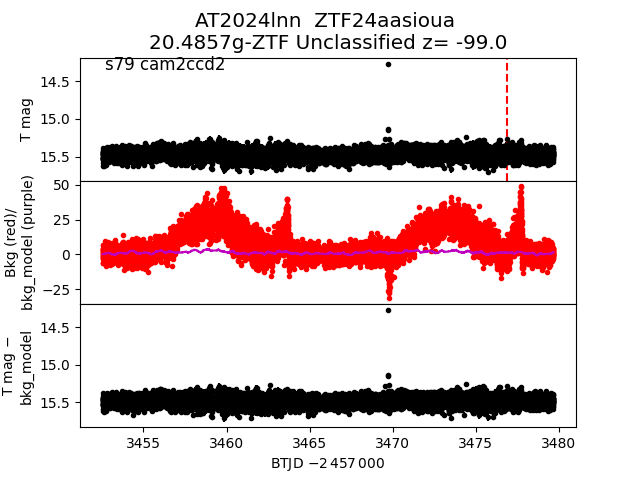 AT2024lnn  ZTF24aasioua
20.4857g-ZTF Unclassified z= -99.0
s79 cam2ccd2
T mag
14.5
15.0
15.5
Bkg (red)/
bkg_model (purple)
50
25
0
−25
T mag −
bkg_model
14.5
15.0
15.5
3455
3460
3465
3470
3475
3480
BTJD −2 457 000